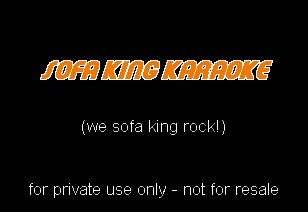 SOFA KING KARAOKE
(we sofa king rock!)
for private use only - not for resale